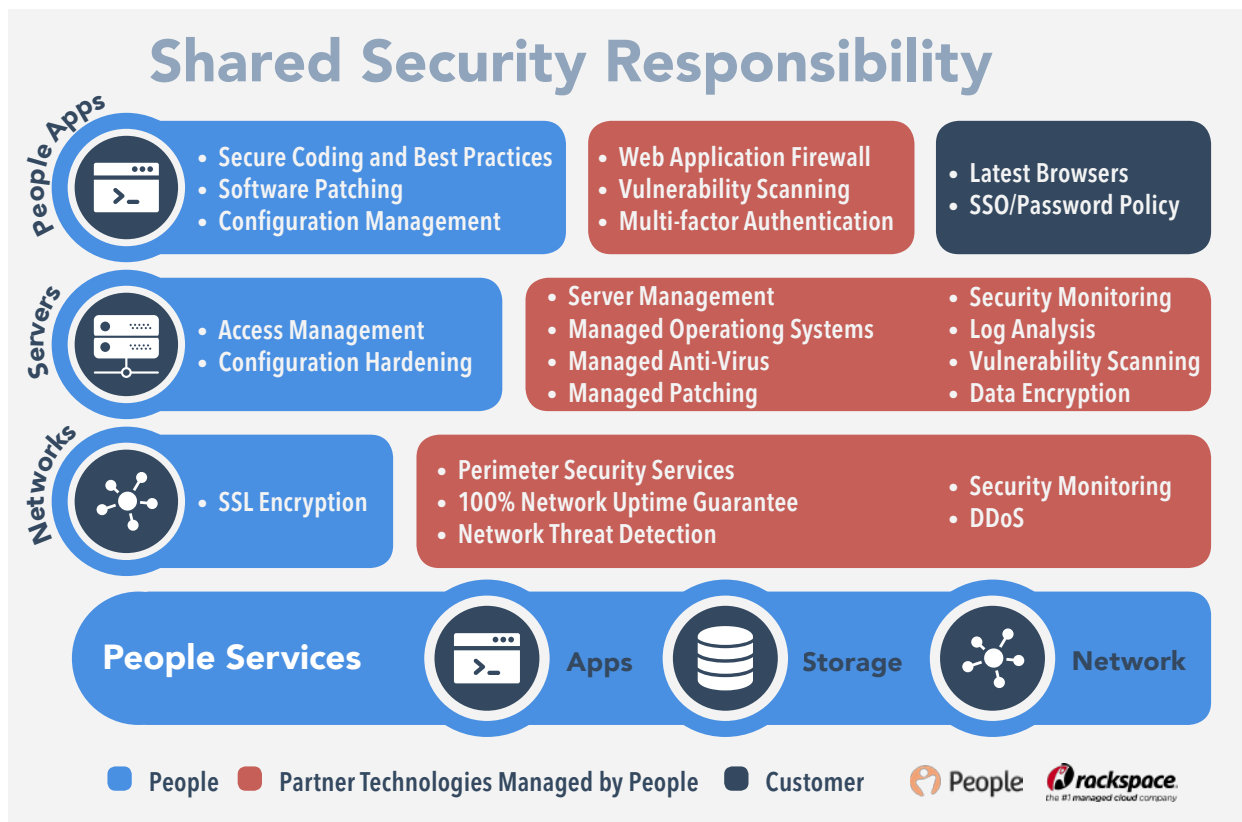 Shared Security Responsibility
People Apps
• Secure Coding and Best Practices
• Software Patching
• Configuration Management
• Web Application Firewall
• Vulnerability Scanning
• Multi-factor Authentication
• Latest Browsers
• SSO/Password Policy
Servers
• Access Management
• Configuration Hardening
• Server Management
• Managed Operationg Systems
• Managed Anti-Virus
• Managed Patching
• Security Monitoring
• Log Analysis
• Vulnerability Scanning
• Data Encryption
Networks
• SSL Encryption
• Perimeter Security Services
• 100% Network Uptime Guarantee
• Network Threat Detection
• Security Monitoring
• DDoS
People Services
Apps
Storage
Network
People
Partner Technologies Managed by People
Customer
People
rackspace.
the #1 managed cloud company